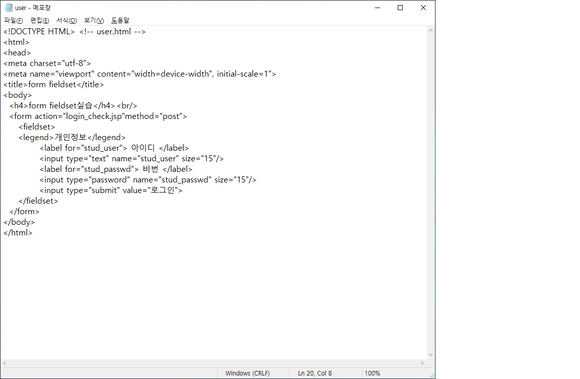 user - 메모장
파일(F) 편집(E) 서식(O) 보기(V) 도움말
<!DOCTYPE HTML> <!-- user.html -->
<html>
<head>
<meta charset="utf-8">
<meta name="viewport" content="width=device-width", initial-scale=1">
<title>form fieldset</title>
<body>
<h4>form fieldset실습</h4><br/>
<form action="login_check.jsp"method="post">
<fieldset>
<legend>개인정보</legend>
<label for="stud_user"> 아이디 </label>
<input type="text" name="stud_user" size="15"/>
<label for="stud_passwd"> 비번 </label>
<input type="password" name="stud_passwd" size="15"/>
<input type="submit" value="로그인">
</fieldset>
</form>
</body>
</html>
Windows (CRLF) Ln 20, Col 8 100%